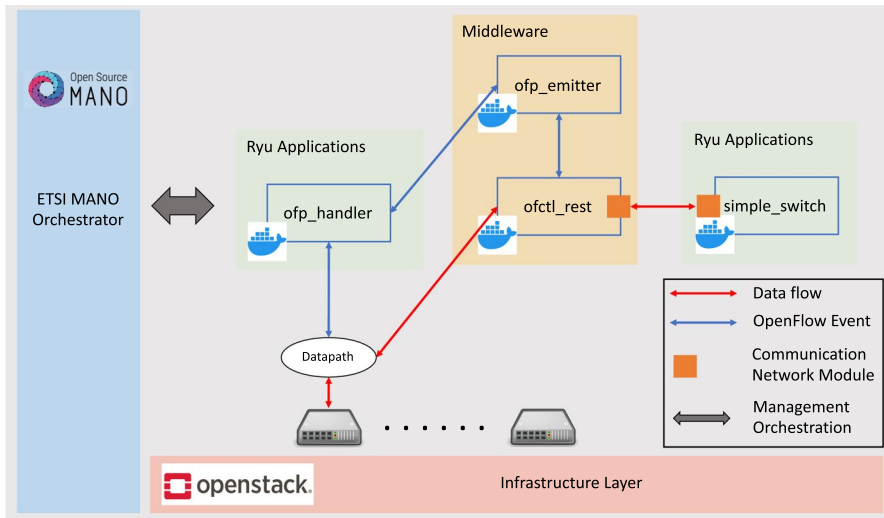 Open Source
MANO
ETSI MANO
Orchestrator
Middleware
ofp_emitter
Ryu Applications
ofp_handler
ofctl_rest
Ryu Applications
simple_switch
Datapath
Data flow
OpenFlow Event
Communication
Network Module
Management
Orchestration
openstack.
Infrastructure Layer